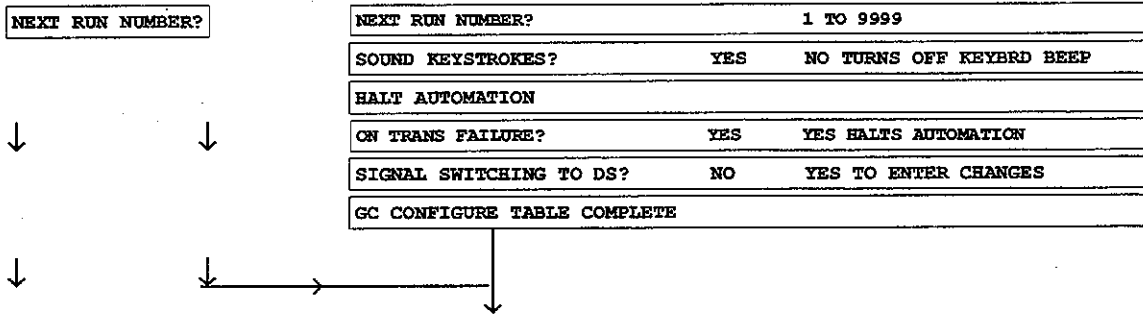 NEXT RUN NUMBER?
NEXT RUN NUMBER? 1 TO 9999
SOUND KEYSTROKES? YES NO TURNS OFF KEYBRD BEEP
HALT AUTOMATION
ON TRANS FAILURE? YES YES HALTS AUTOMATION
SIGNAL SWITCHING TO DS? NO YES TO ENTER CHANGES
GC CONFIGURE TABLE COMPLETE